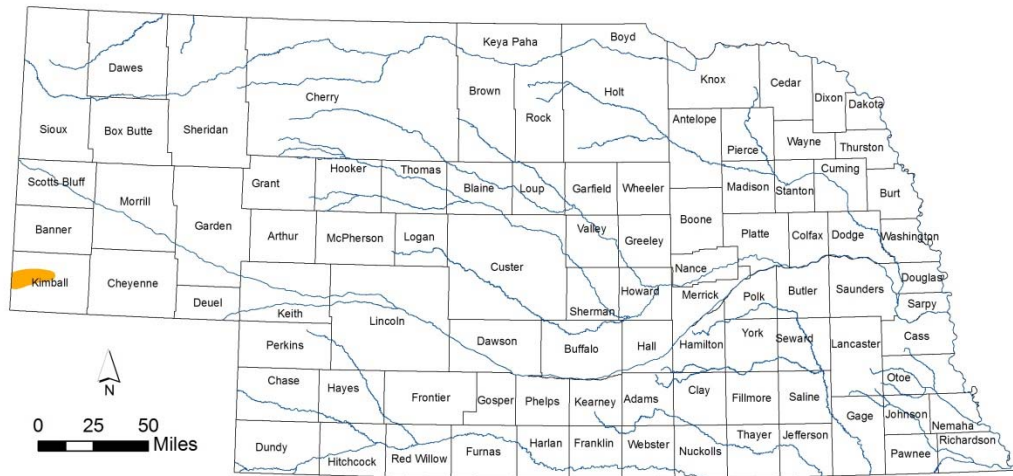 Boyd
Keya Paha
Knox
Cedar
Dawes
Dixon
Dakota
Cherry
Brown
Holt
Rock
Antelope
Sioux
Box Butte
Sheridan
Pierce
Wayne
Thurston
Scotts Bluff
Grant
Hooker
Thomas
Blaine
Loup
Garfield
Wheeler
Madison
Stanton
Cuming
Burt
Morrill
Garden
Banner
Arthur
McPherson
Logan
Valley
Greeley
Boone
Platte
Colfax
Dodge
Washington
Kimball
Cheyenne
Custer
Nance
Douglas
Deuel
Keith
Lincoln
Sherman
Howard
Merrick
Polk
Butler
Saunders
Sarpy
Perkins
Dawson
Buffalo
Hall
Hamilton
York
Seward
Lancaster
Cass
Otoe
N
Chase
Hayes
Frontier
Gosper
Phelps
Kearney
Adams
Clay
Fillmore
Saline
Gage
Johnson
Nemaha
0 25 50
Miles
Dundy
Hitchcock
Red Willow
Furnas
Harlan
Franklin
Webster
Nuckolls
Thayer
Jefferson
Pawnee
Richardson